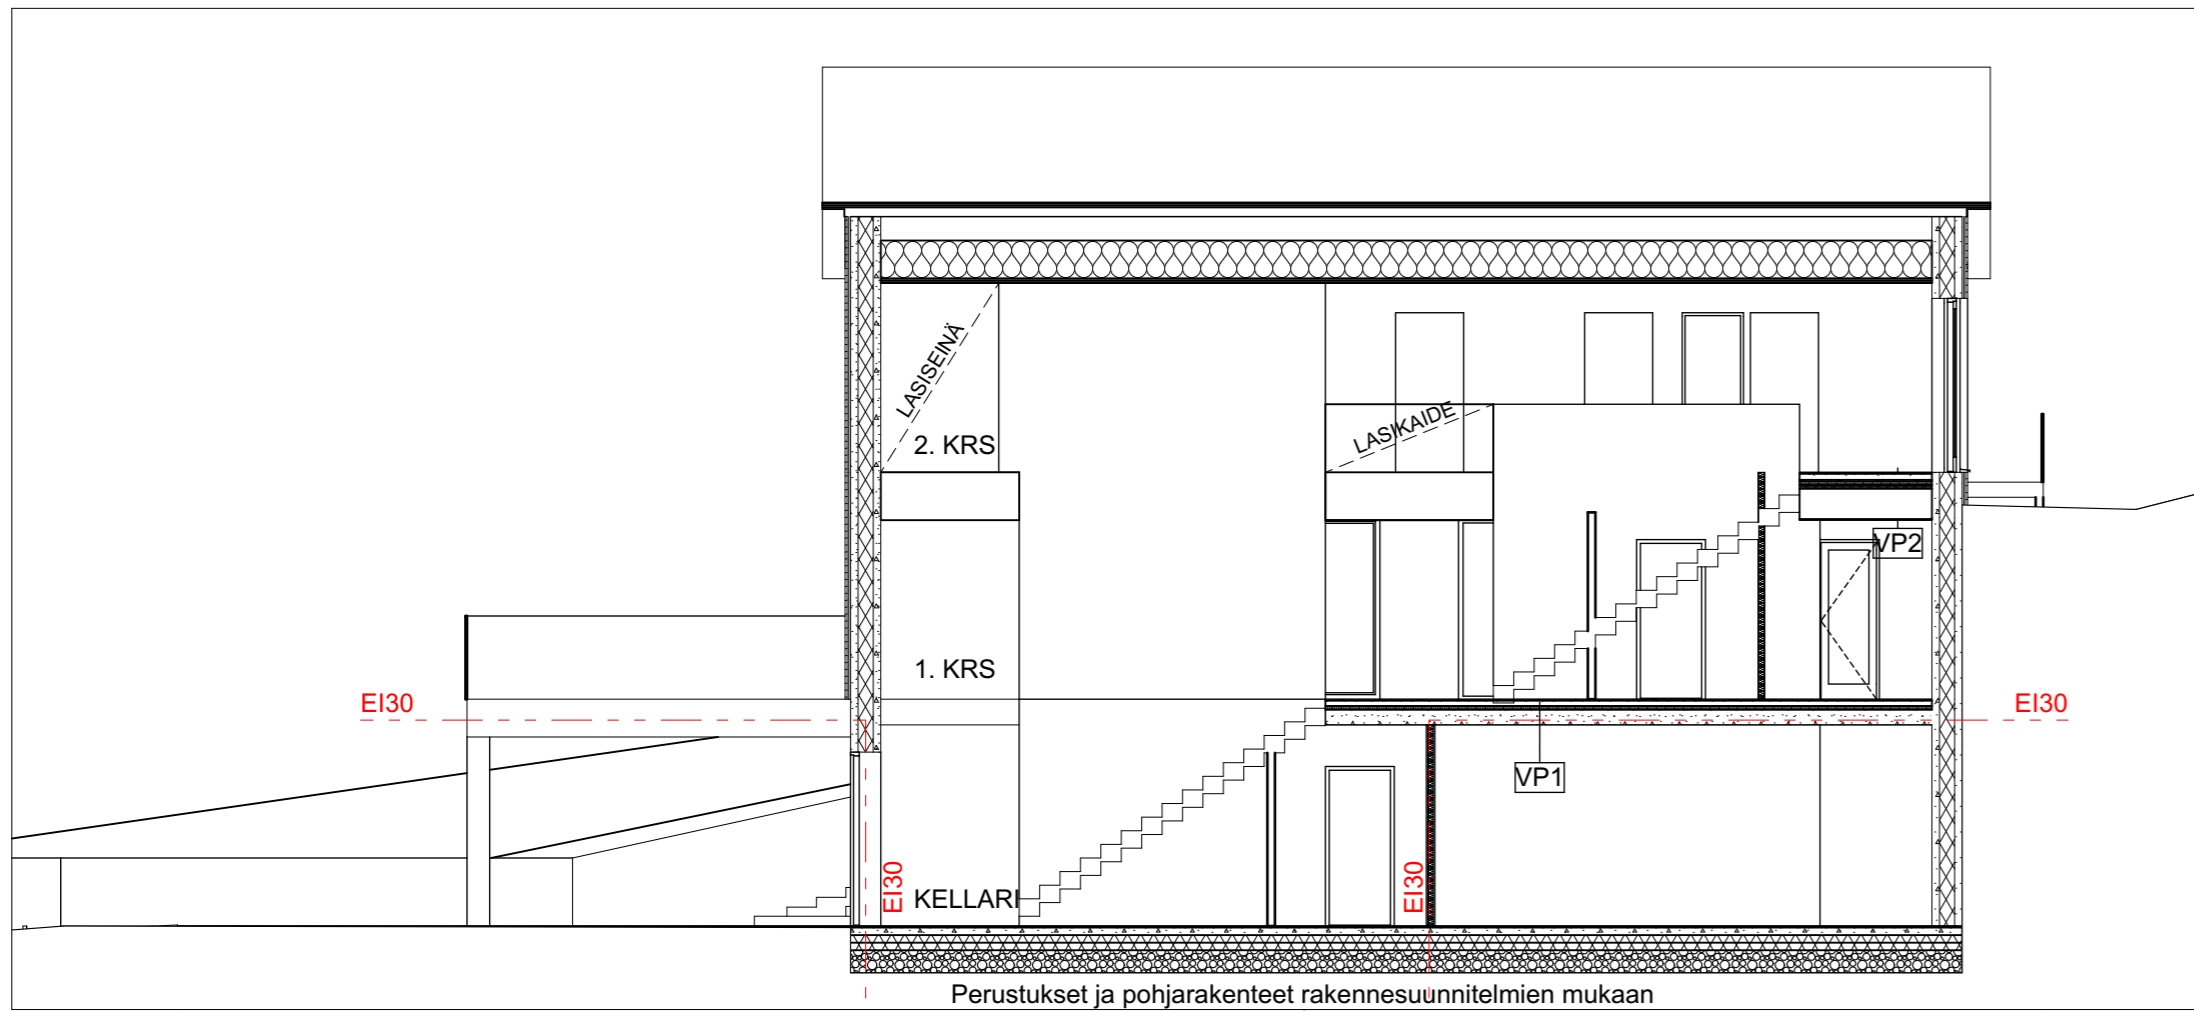 LASISEINÄ
LASIKAIDE
2. KRS
VP2
1. KRS
EI30
EI30
VP1
EI30
EI30
KELLARI
Perustukset ja pohjarakenteet rakennesuunnitelmien mukaan